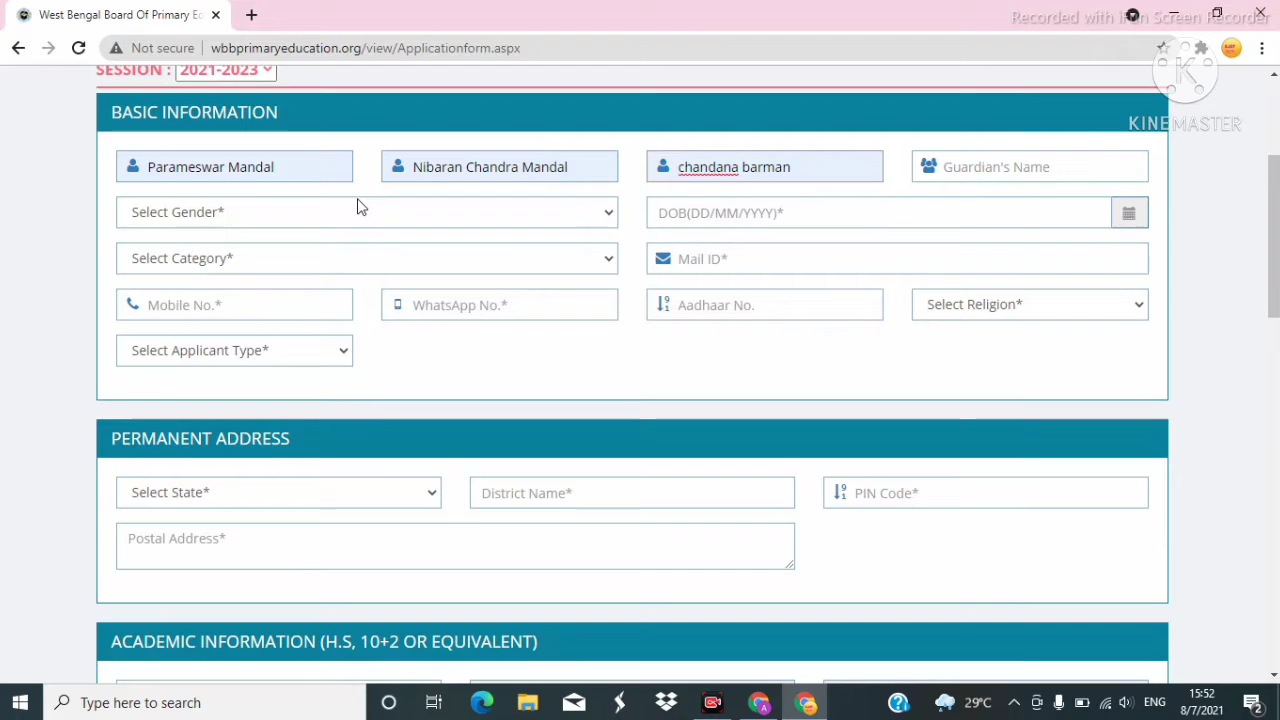 West Bengal Board Of Primary Ed
Recorded with iFun Screen Recorder
Not secure wbbprimaryeducation.org/view/Applicationform.aspx
KINEMASTER
SESSION : 2021-2023
BASIC INFORMATION
Parameswar Mandal Nibaran Chandra Mandal chandana barman Guardian's Name
Select Gender* DOB(DD/MM/YYYY)*
Select Category* Mail ID*
Mobile No.* WhatsApp No.* Aadhaar No. Select Religion*
Select Applicant Type*
PERMANENT ADDRESS
Select State* District Name* PIN Code*
Postal Address*
ACADEMIC INFORMATION (H.S, 10+2 OR EQUIVALENT)
Type here to search 29°C ENG 15:52
8/7/2021 2